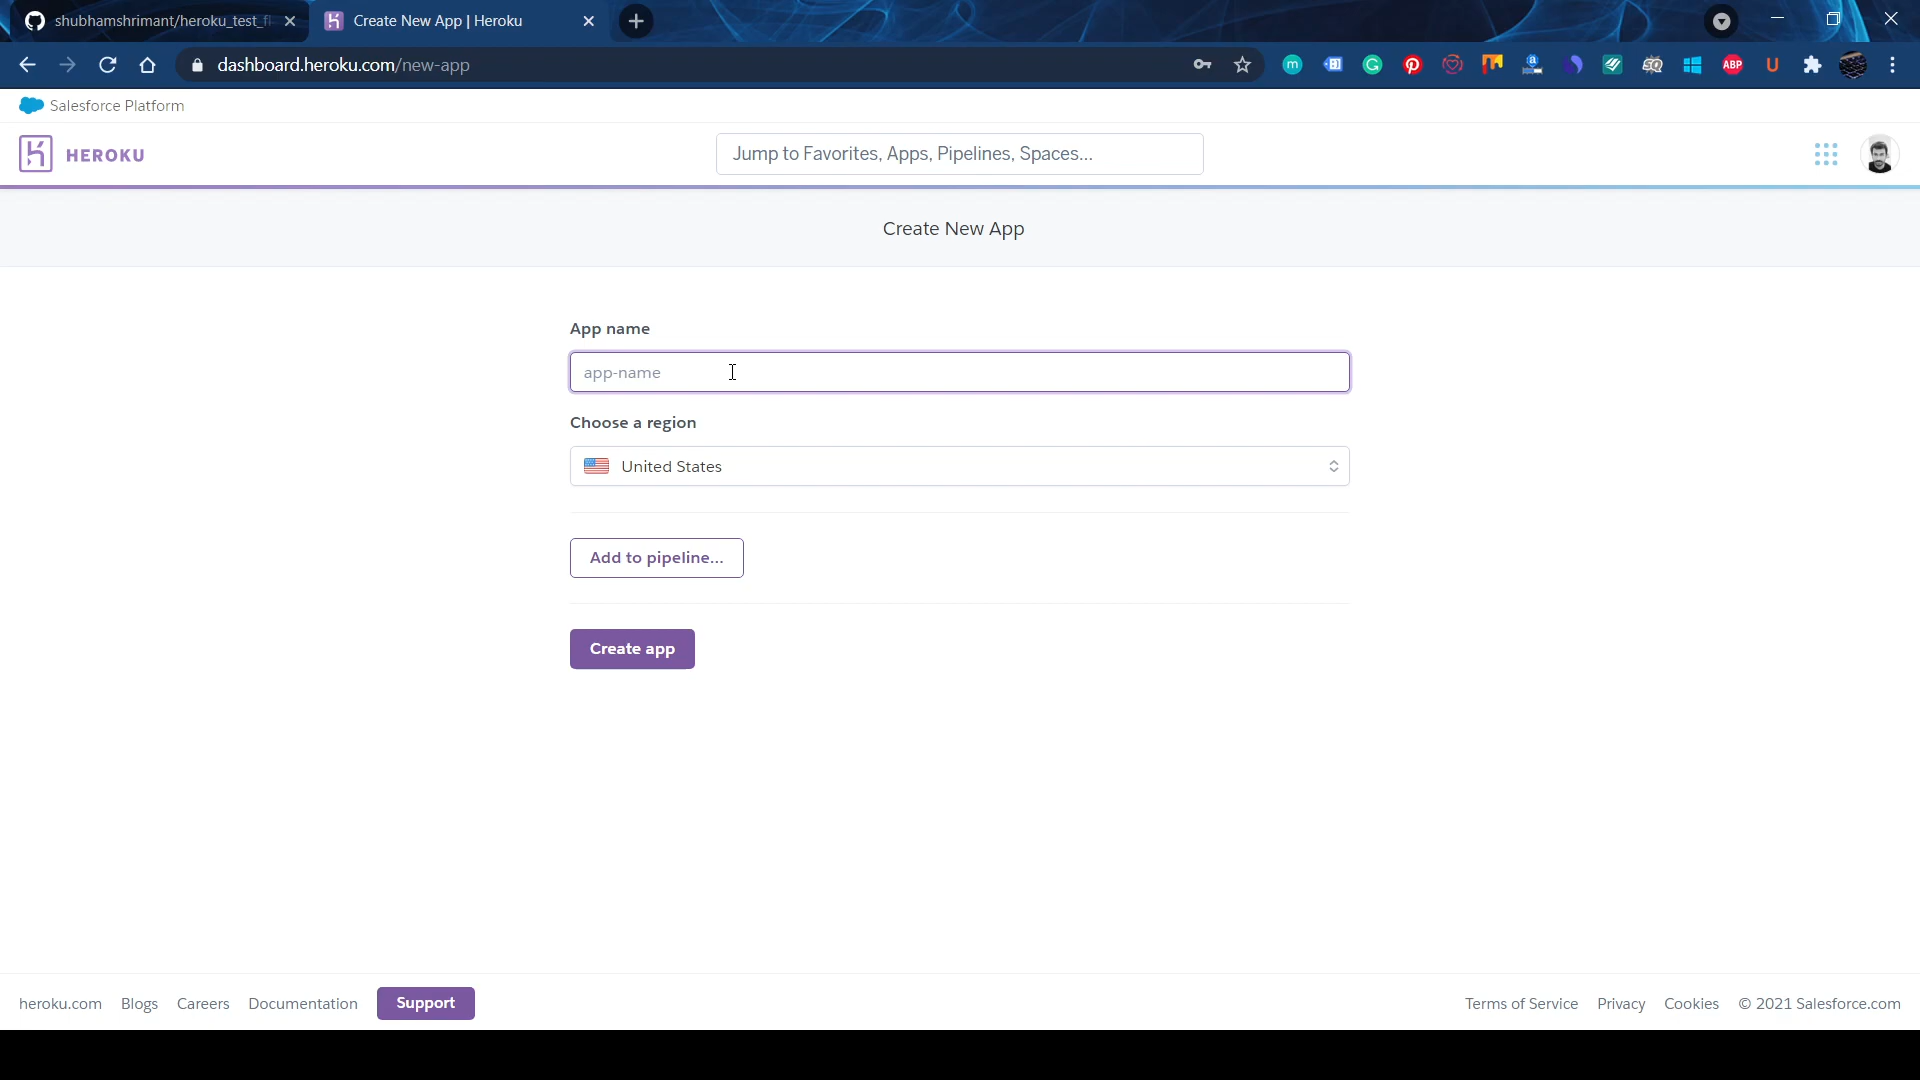 shubhamshrimant/heroku_test_fl
Create New App | Heroku
dashboard.heroku.com/new-app
Salesforce Platform
HEROKU
Jump to Favorites, Apps, Pipelines, Spaces...
Create New App
App name
app-name
Choose a region
United States
Add to pipeline...
Create app
heroku.com
Blogs
Careers
Documentation
Support
Terms of Service
Privacy
Cookies
© 2021 Salesforce.com